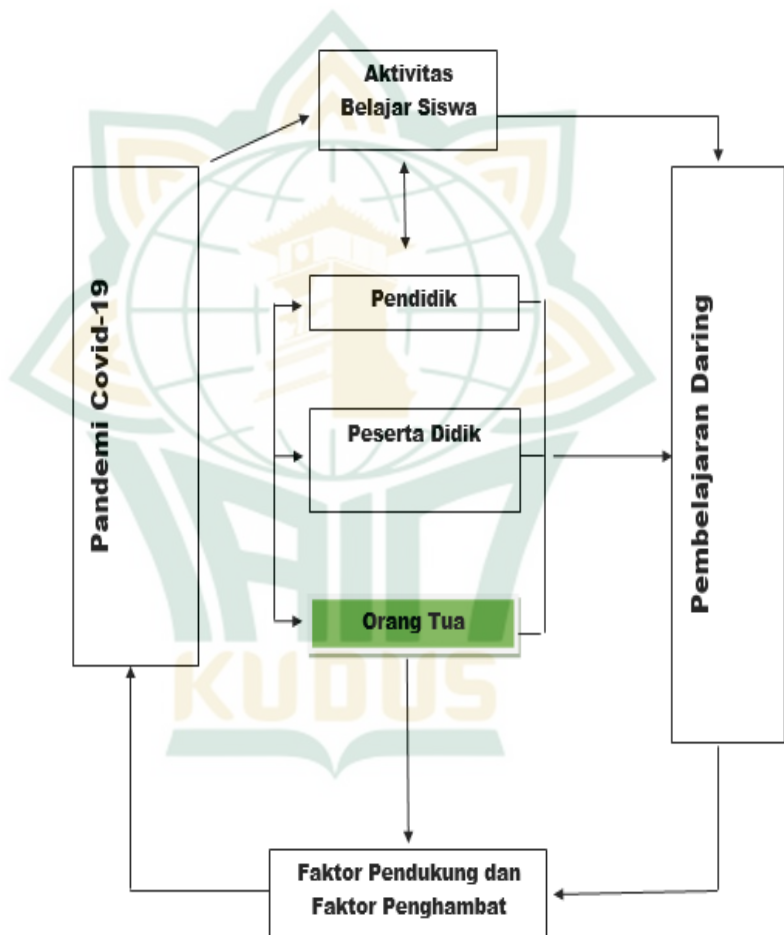 Aktivitas
Belajar Siswa
Pandemi Covid-19
Pendidik
Peserta Didik
Orang Tua
Pembelajaran Daring
Faktor Pendukung dan
Faktor Penghambat
IAIN
KUDUS